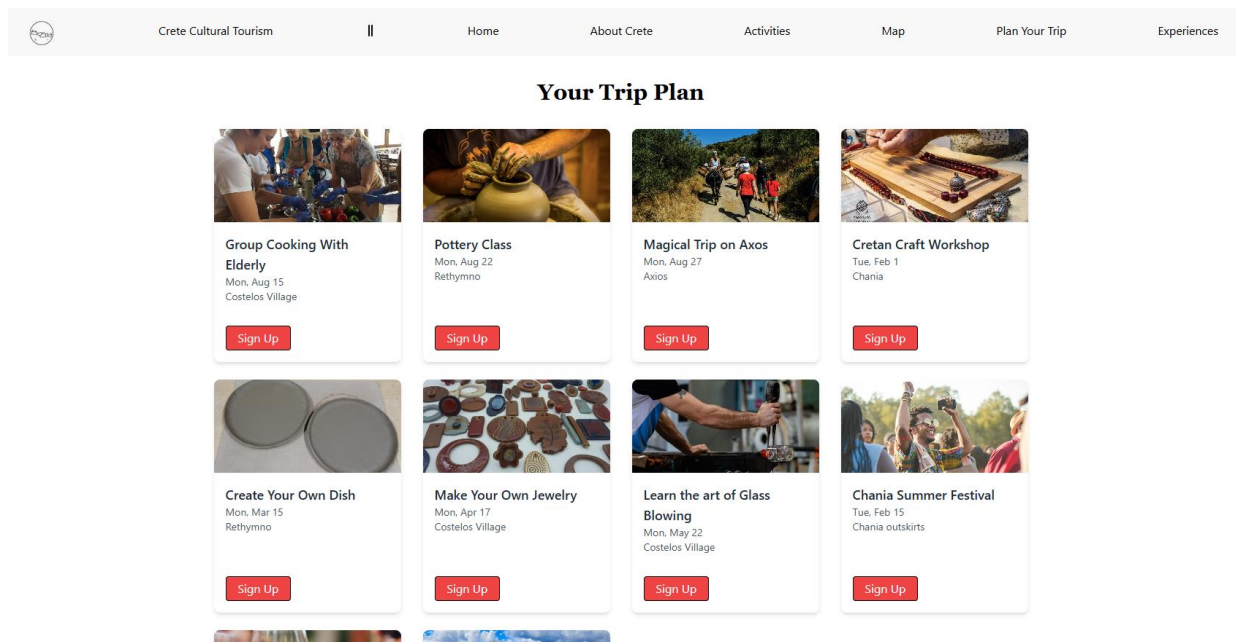 Crete Cultural Tourism
||
Home
About Crete
Activities
Map
Plan Your Trip
Experiences
Your Trip Plan
Group Cooking With
Elderly
Mon, Aug 15
Costelos Village
Sign Up
Pottery Class
Mon, Aug 22
Rethymno
Sign Up
Magical Trip on Axos
Mon, Aug 27
Axios
Sign Up
Cretan Craft Workshop
Tue, Feb 1
Chania
Sign Up
Create Your Own Dish
Mon, Mar 15
Rethymno
Sign Up
Make Your Own Jewelry
Mon, Apr 17
Costelos Village
Sign Up
Learn the art of Glass
Blowing
Mon, May 22
Costelos Village
Sign Up
Chania Summer Festival
Tue, Feb 15
Chania outskirts
Sign Up